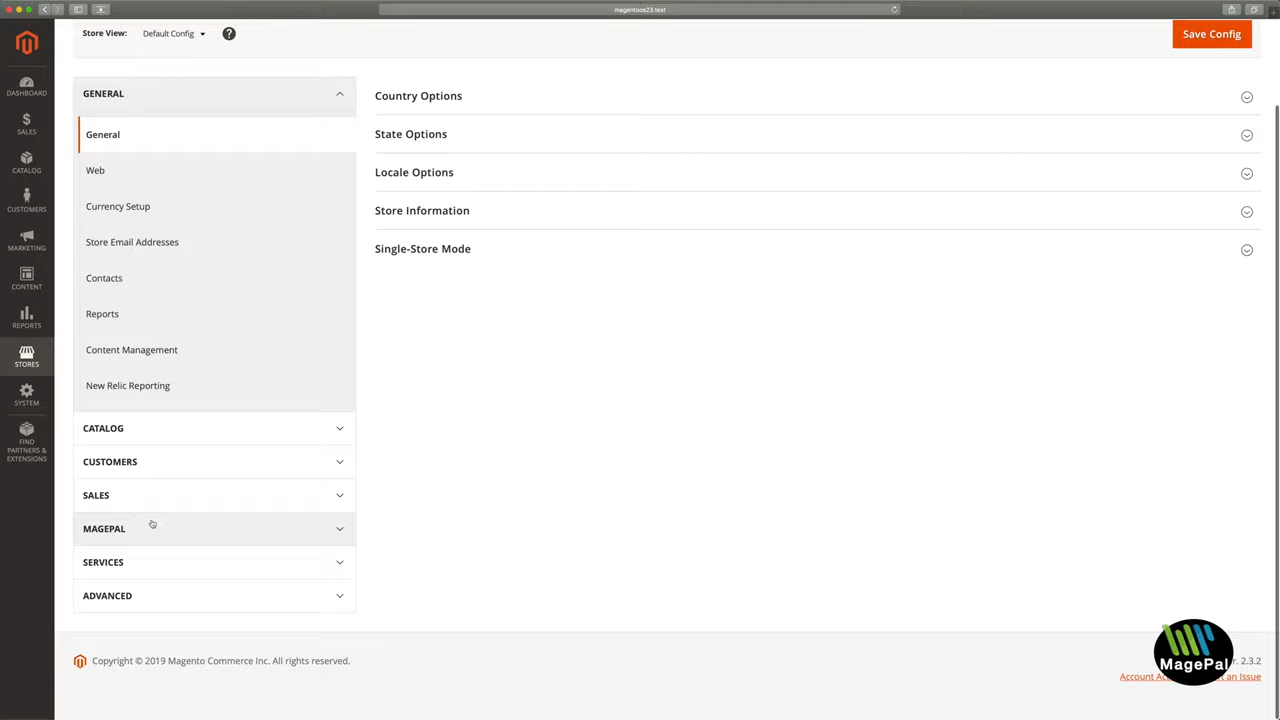 magentoos23.test
Store View: Default Config
?
Save Config
DASHBOARD
$
SALES
CATALOG
CUSTOMERS
MARKETING
CONTENT
REPORTS
STORES
SYSTEM
FIND
PARTNERS &
EXTENSIONS
GENERAL
General
Web
Currency Setup
Store Email Addresses
Contacts
Reports
Content Management
New Relic Reporting
CATALOG
CUSTOMERS
SALES
MAGEPAL
SERVICES
ADVANCED
Country Options
State Options
Locale Options
Store Information
Single-Store Mode
Copyright © 2019 Magento Commerce Inc. All rights reserved.
MagePal
2.3.2
Account
an Issue